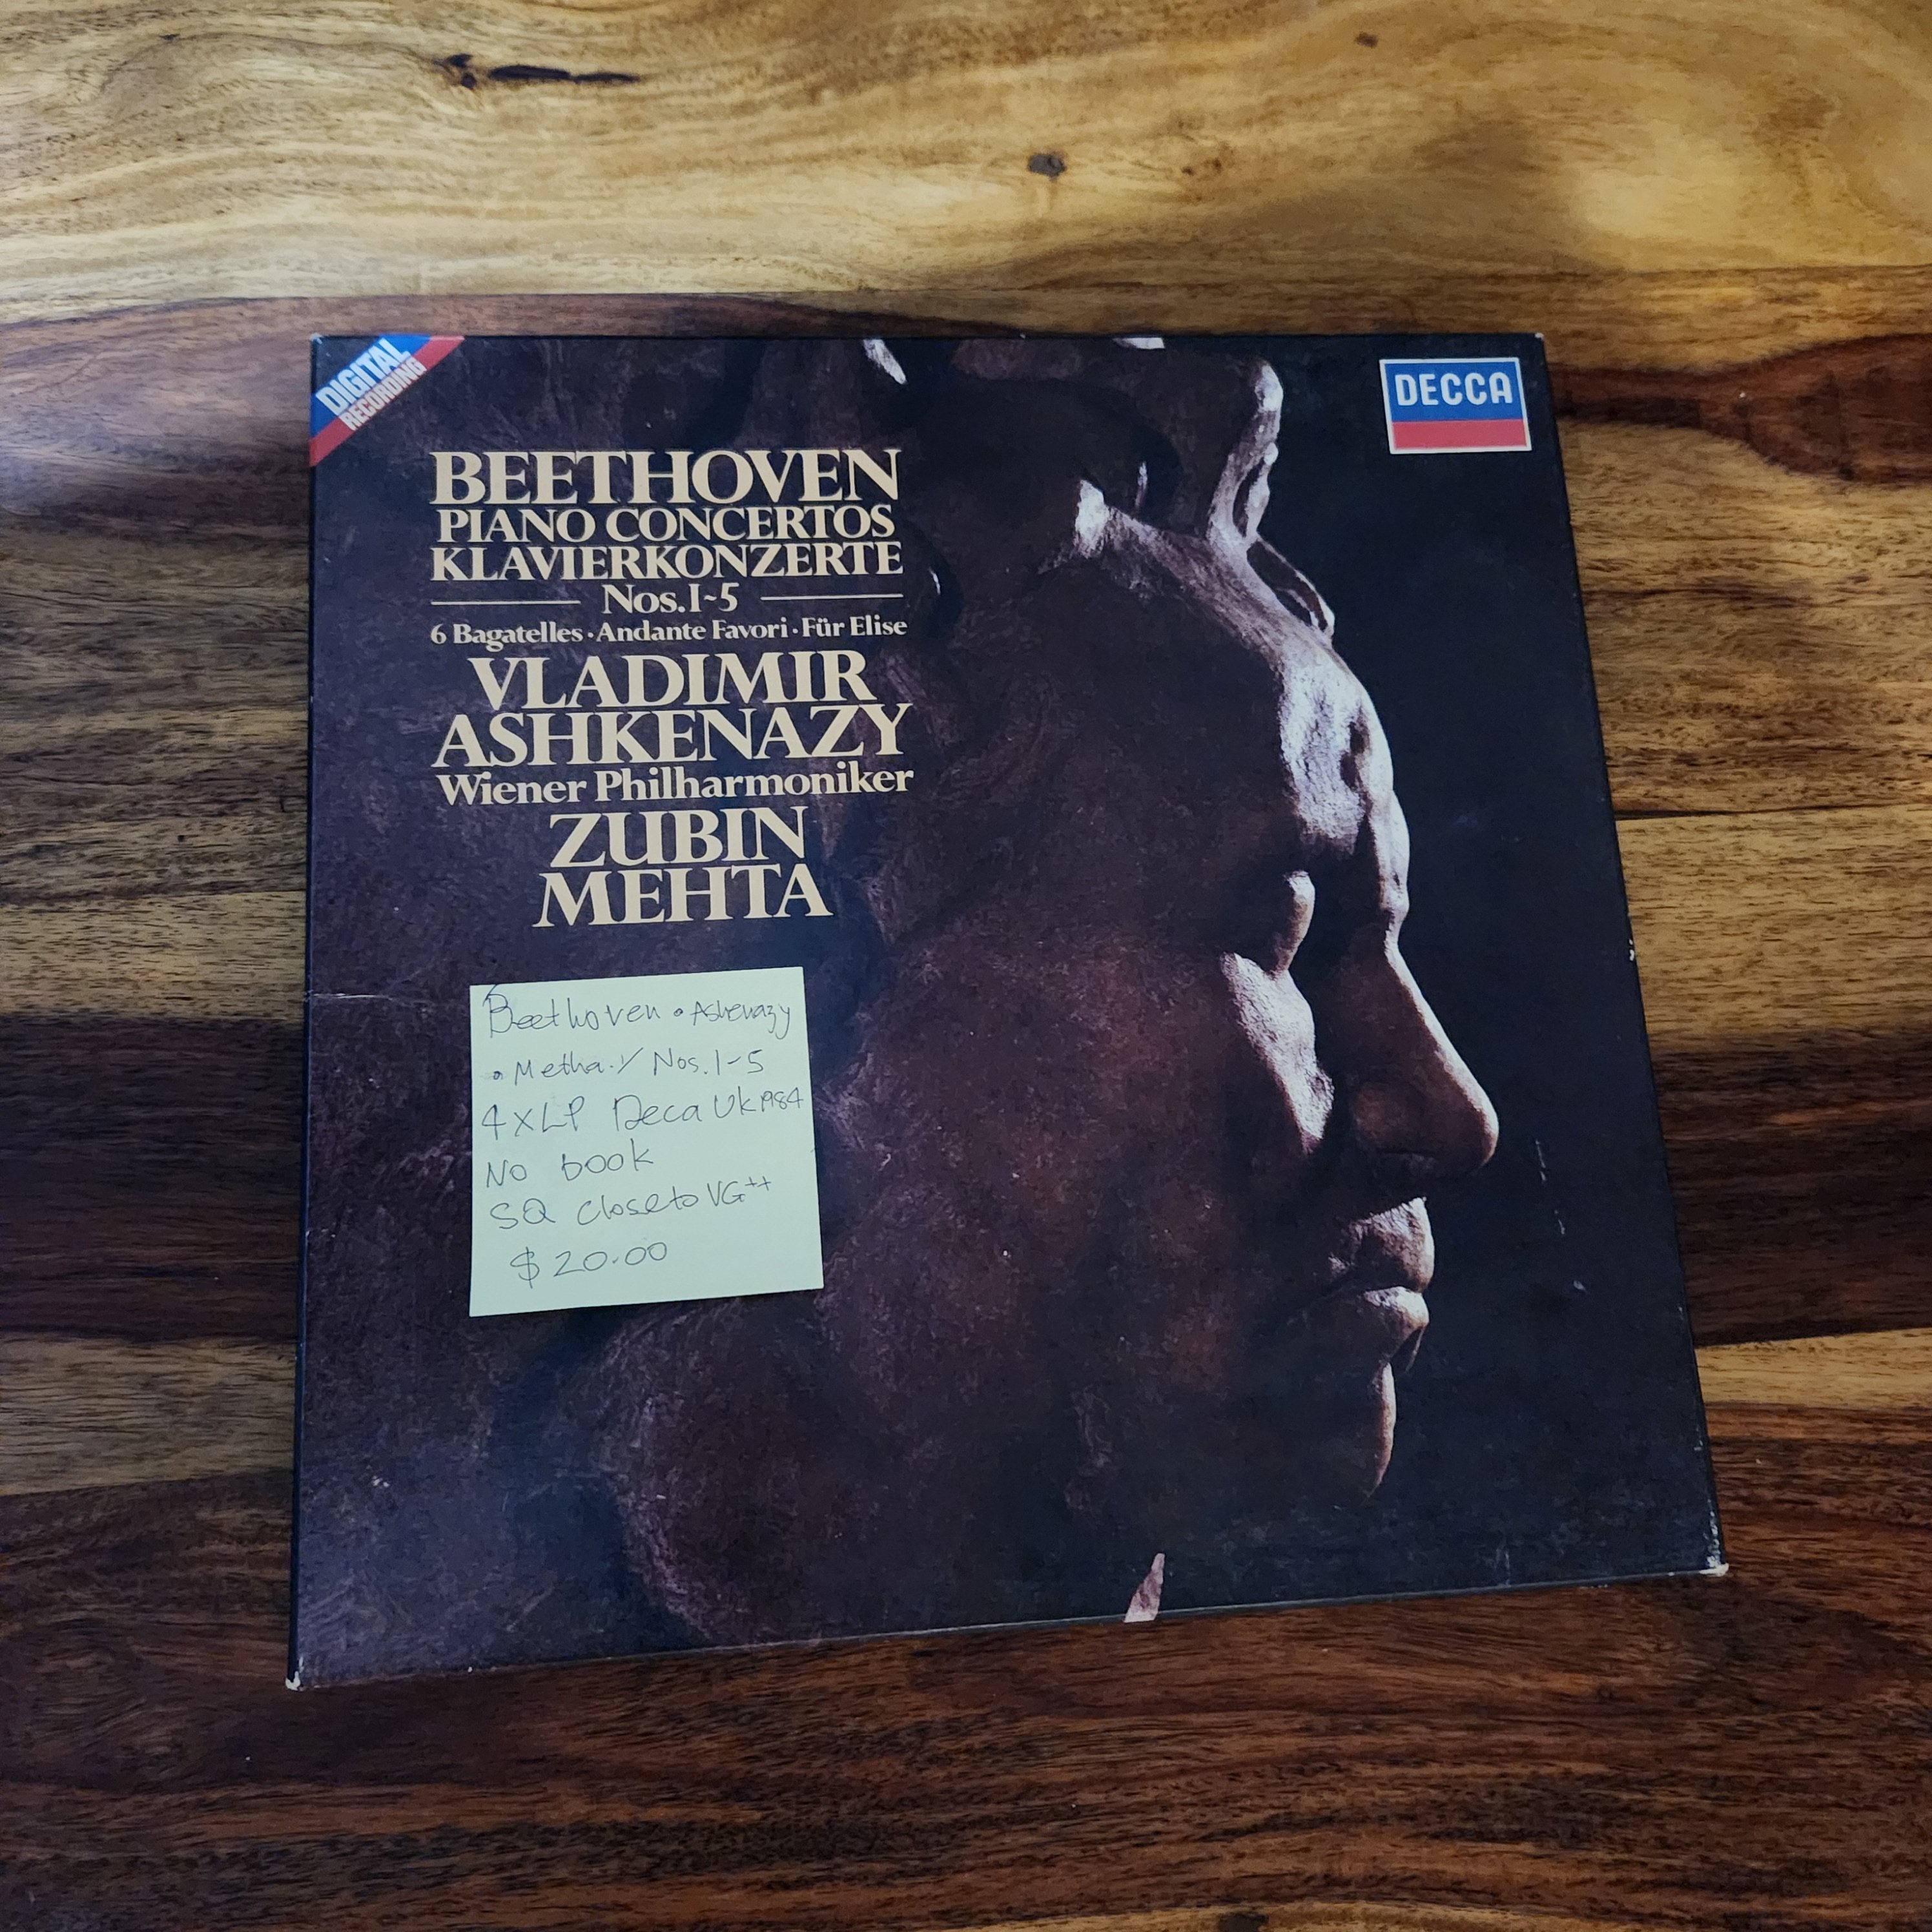 DIGITAL
RECORDING
DECCA
BEETHOVEN
PIANO CONCERTOS
KLAVIERKONZERTE
Nos. 1~5
6 Bagatelles · Andante Favori · Für Elise
VLADIMIR
ASHKENAZY
Wiener Philharmoniker
ZUBIN
MEHTA
Beethoven • Ashenazy
• Metha. / Nos. 1-5
4 X LP Deca UK 1984
No book
SQ close to VG++
$ 20.00